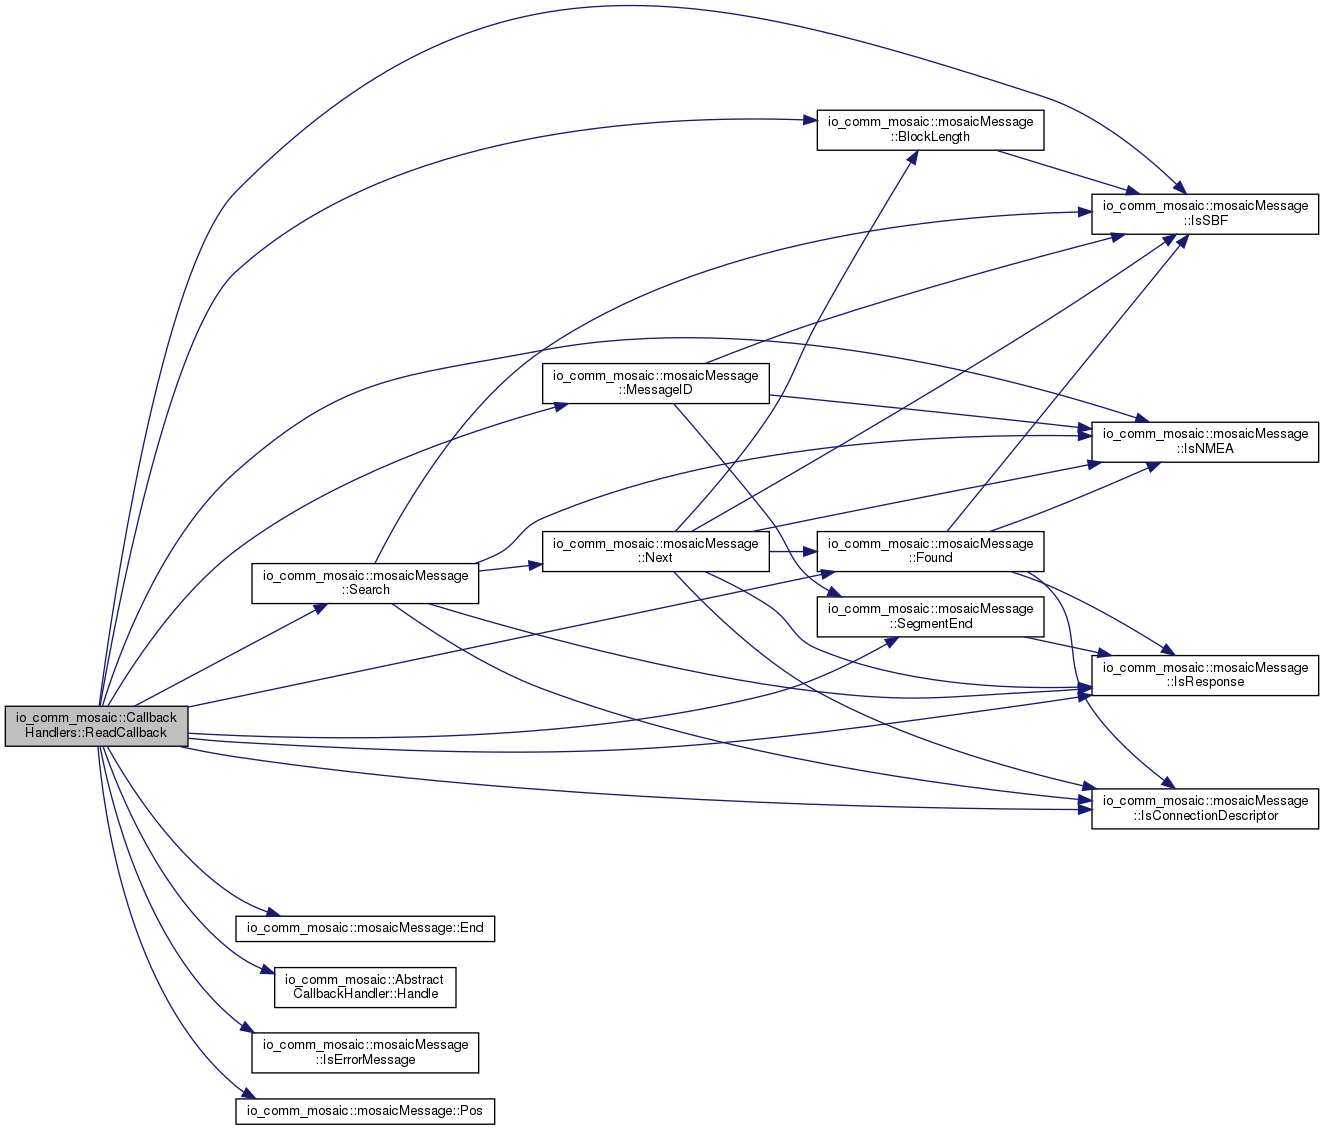 io_comm_mosaic::mosaicMessage
::BlockLength
io_comm_mosaic::mosaicMessage
::IsSBF
io_comm_mosaic::mosaicMessage
::MessageID
io_comm_mosaic::mosaicMessage
::IsNMEA
io_comm_mosaic::mosaicMessage
::Next
io_comm_mosaic::mosaicMessage
::Found
io_comm_mosaic::mosaicMessage
::Search
io_comm_mosaic::mosaicMessage
::SegmentEnd
io_comm_mosaic::mosaicMessage
::IsResponse
io_comm_mosaic::Callback
Handlers::ReadCallback
io_comm_mosaic::mosaicMessage
::IsConnectionDescriptor
io_comm_mosaic::mosaicMessage::End
io_comm_mosaic::Abstract
CallbackHandler::Handle
io_comm_mosaic::mosaicMessage
::IsErrorMessage
io_comm_mosaic::mosaicMessage::Pos